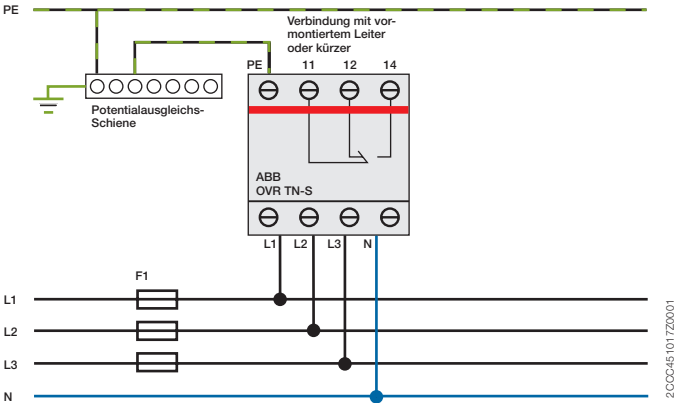 PE
Verbindung mit vor-
montiertem Leiter
oder kürzer
PE 11 12 14
Potentialausgleichs-
Schiene
ABB
OVR TN-S
L1 L2 L3 N
F1
L1
L2
L3
N
2CCC451017Z0001